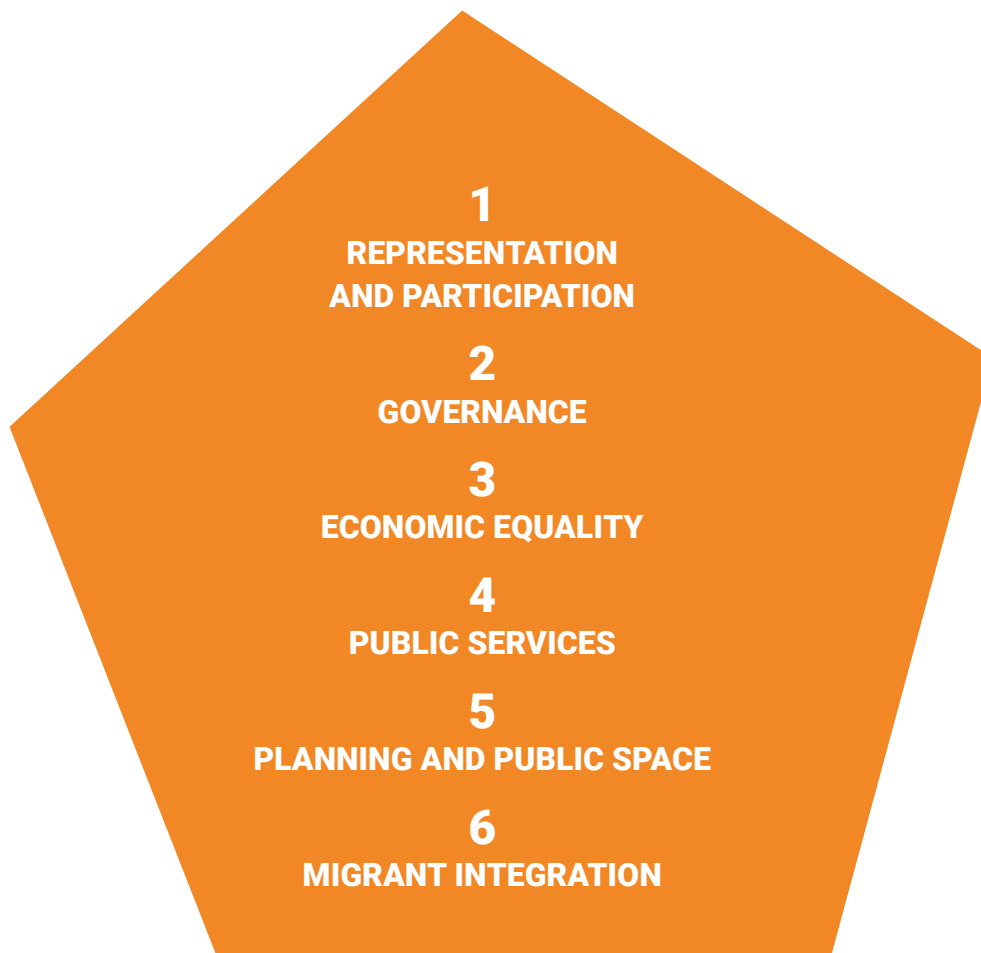 1
REPRESENTATION
AND PARTICIPATION
2
GOVERNANCE
3
ECONOMIC EQUALITY
4
PUBLIC SERVICES
5
PLANNING AND PUBLIC SPACE
6
MIGRANT INTEGRATION